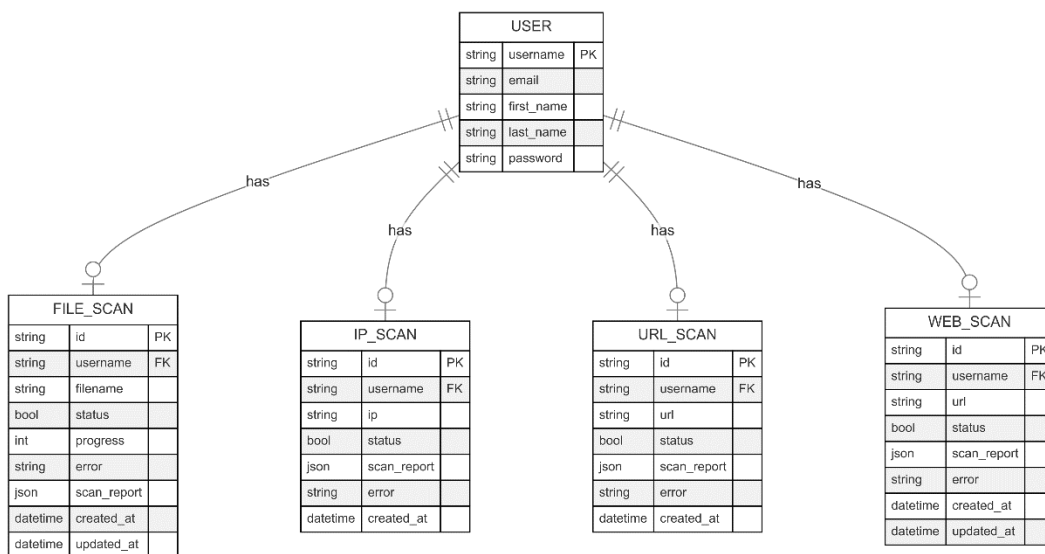 USER
string username PK
string email
string first_name
string last_name
string password
has
has
has
has
FILE_SCAN
string id PK
string username FK
string filename
bool status
int progress
string error
json scan_report
datetime created_at
datetime updated_at
IP_SCAN
string id PK
string username FK
string ip
bool status
json scan_report
string error
datetime created_at
URL_SCAN
string id PK
string username FK
string url
bool status
json scan_report
string error
datetime created_at
WEB_SCAN
string id PK
string username FK
string url
bool status
json scan_report
string error
datetime created_at
datetime updated_at